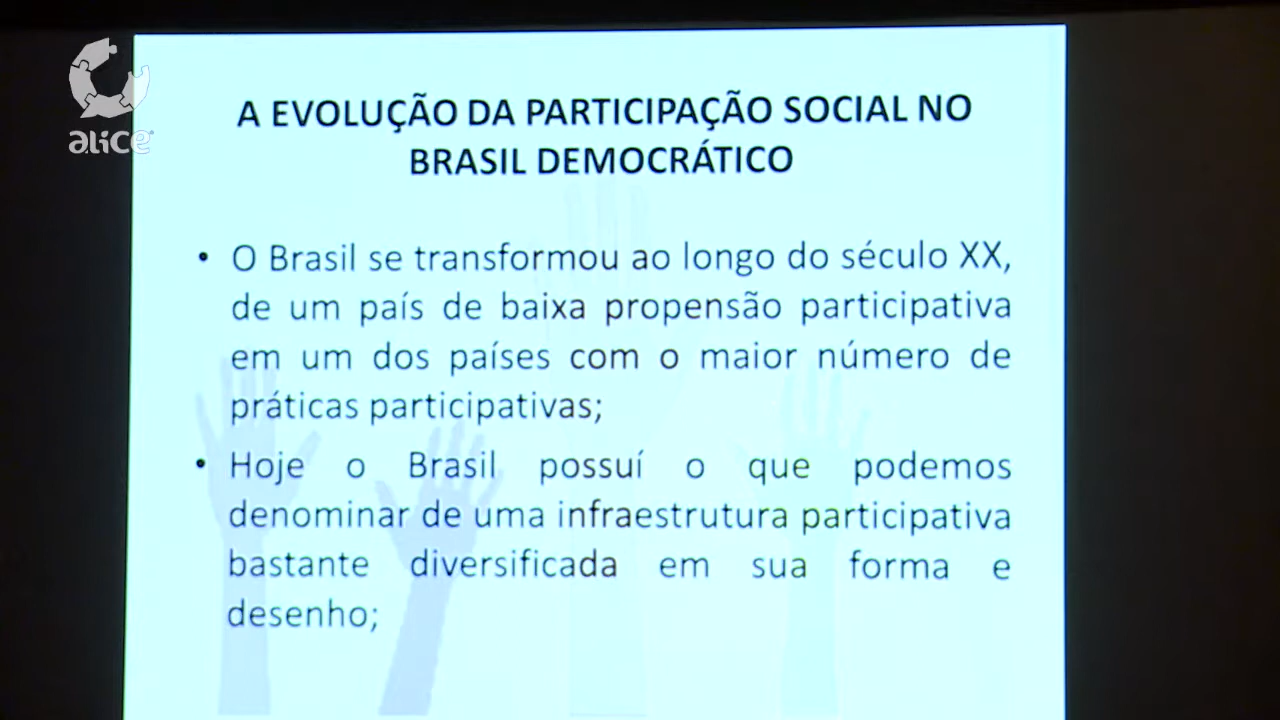 alice
A EVOLUÇÃO DA PARTICIPAÇÃO SOCIAL NO
BRASIL DEMOCRÁTICO
• O Brasil se transformou ao longo do século XX,
de um país de baixa propensão participativa
em um dos países com o maior número de
práticas participativas;
• Hoje o Brasil possuí o que podemos
denominar de uma infraestrutura participativa
bastante diversificada em sua forma e
desenho;